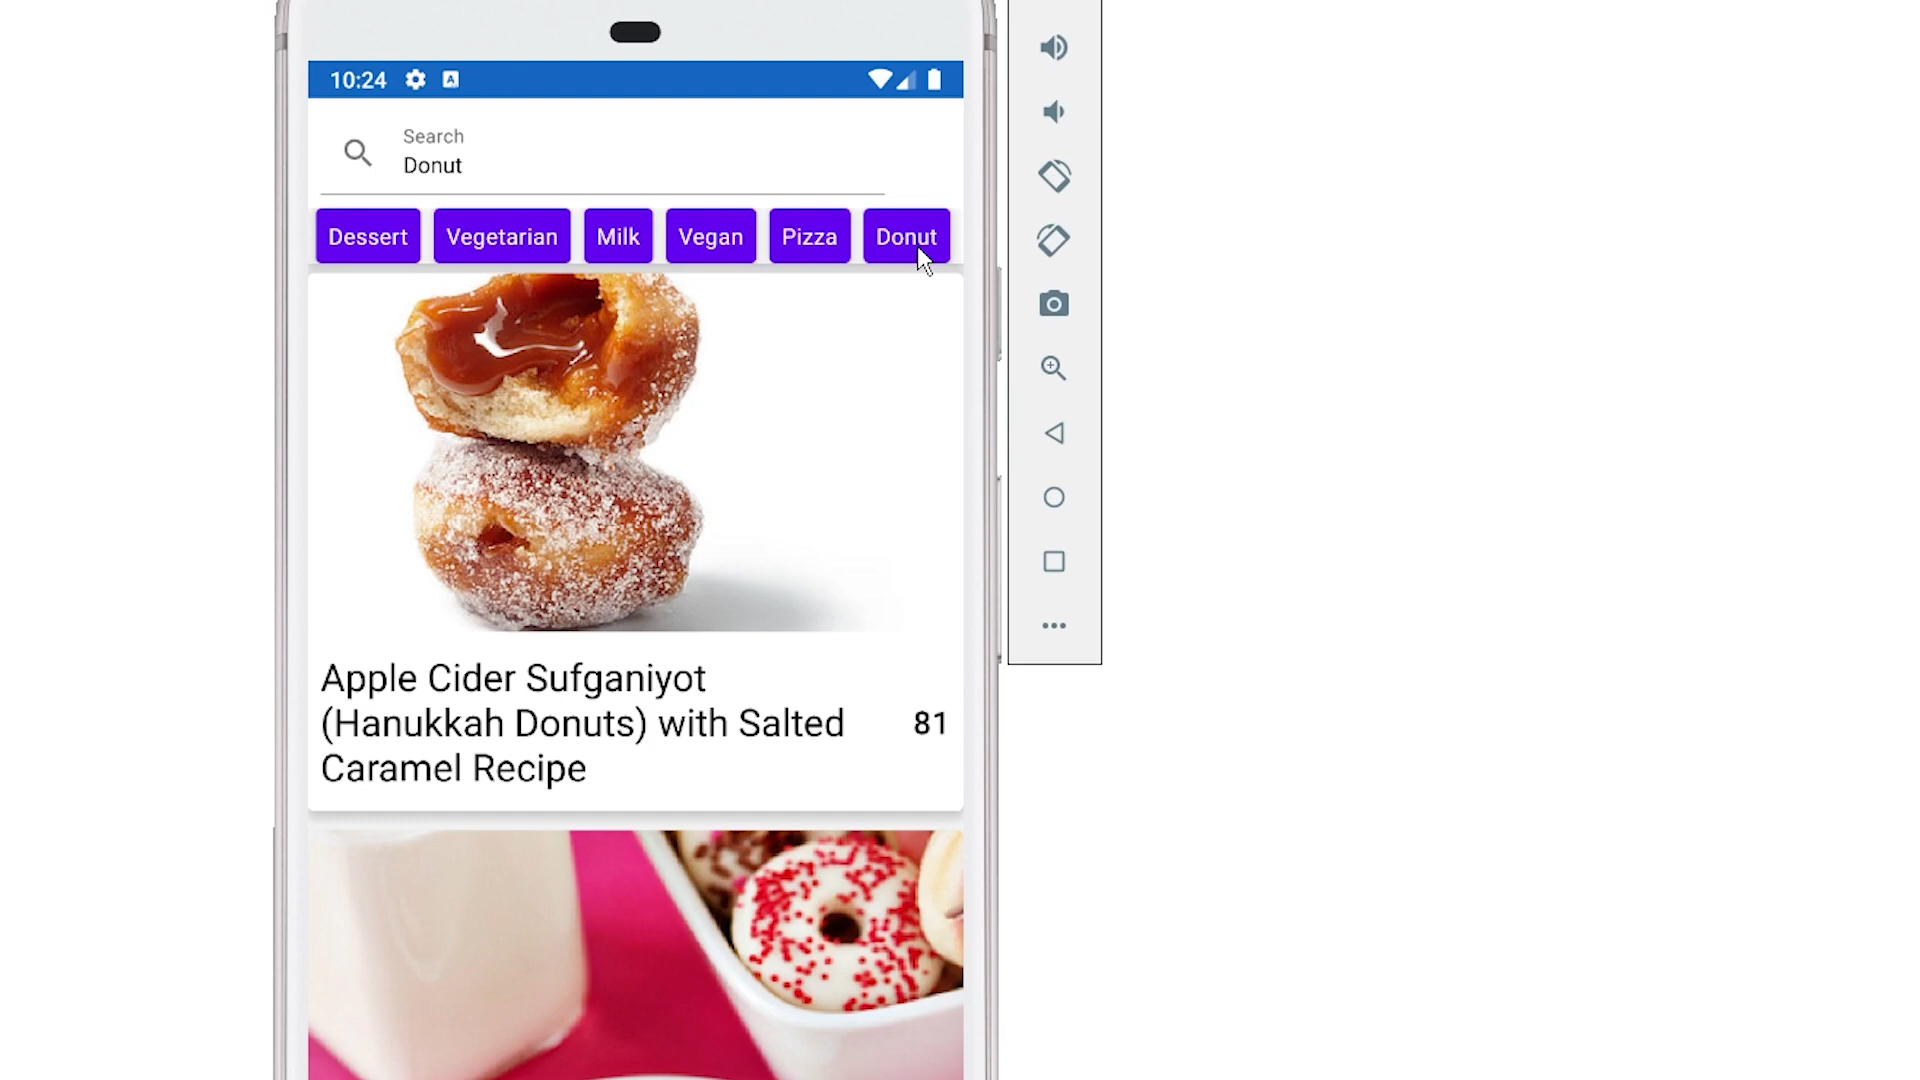 10:24
Search
Donut
Dessert Vegetarian Milk Vegan Pizza Donut
Apple Cider Sufganiyot
(Hanukkah Donuts) with Salted
Caramel Recipe
81